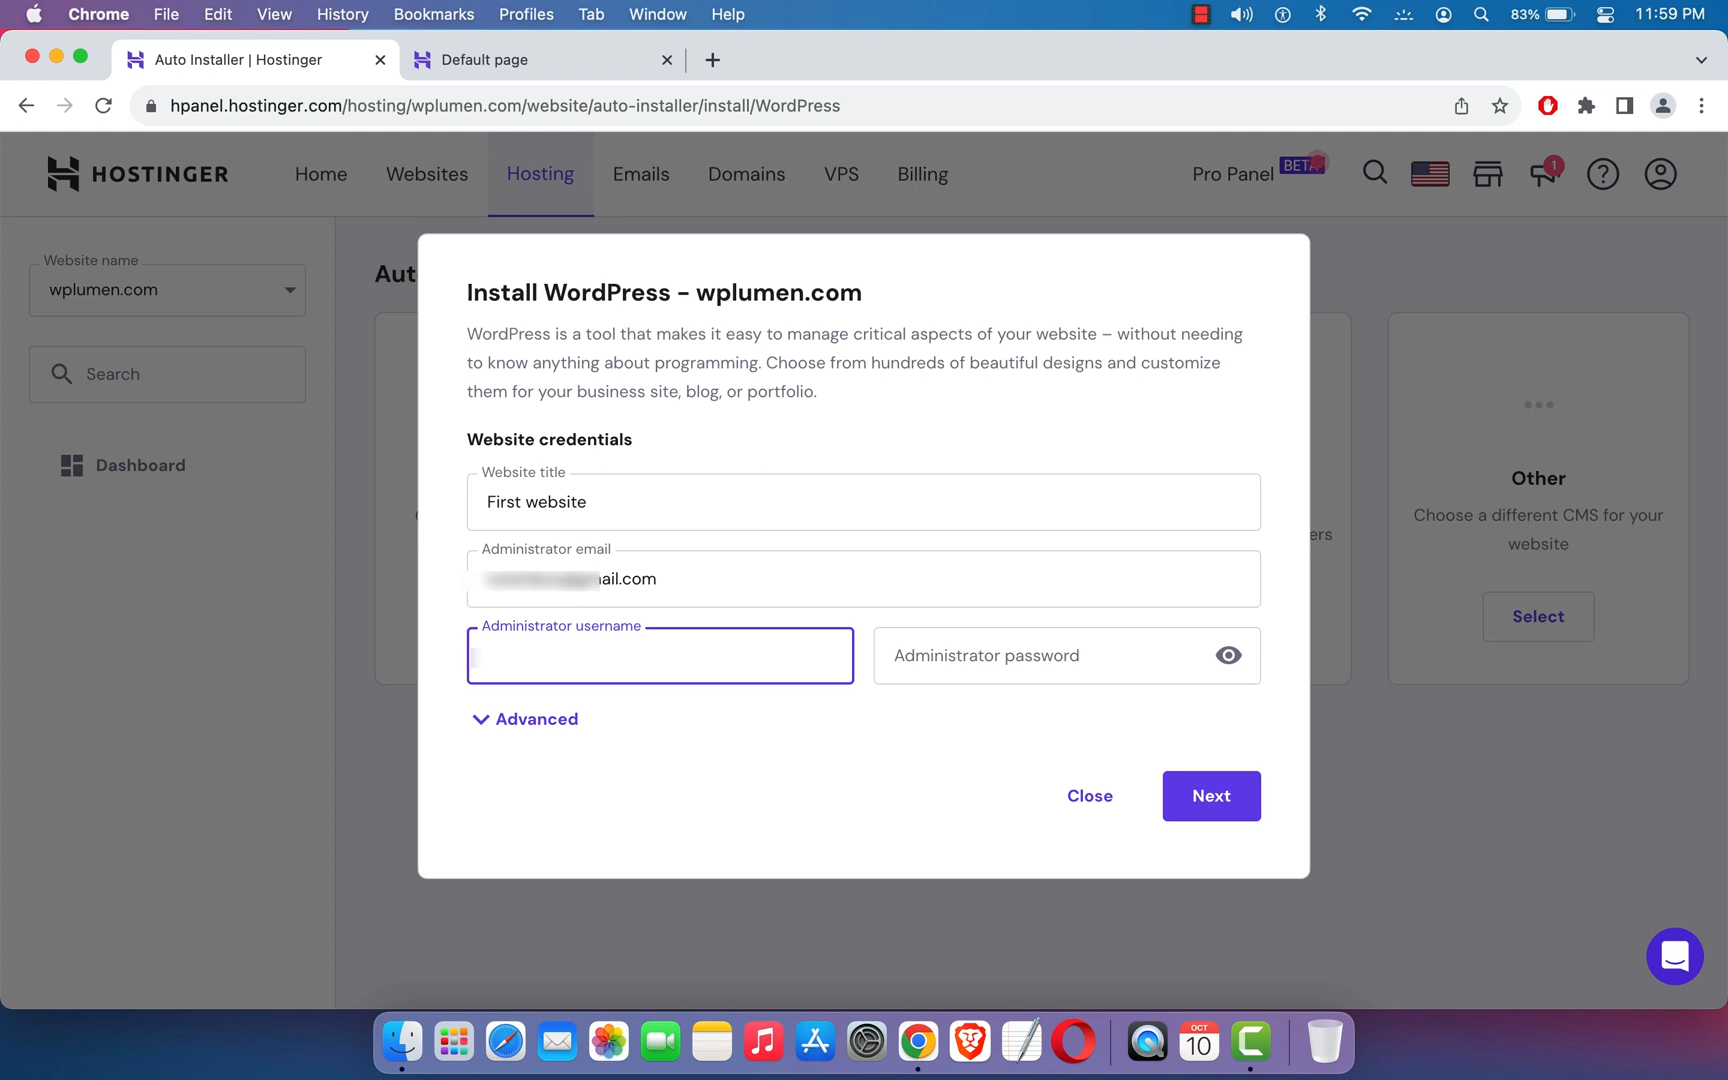 Chrome File Edit View History Bookmarks Profiles Tab Window Help 83% 11:59 PM
Auto Installer | Hostinger Default page
hpanel.hostinger.com/hosting/wplumen.com/website/auto-installer/install/WordPress
HOSTINGER Home Websites Hosting Emails Domains VPS Billing Pro Panel BETA 1
Website name
wplumen.com
Search
Dashboard
Aut
Install WordPress – wplumen.com
WordPress is a tool that makes it easy to manage critical aspects of your website – without needing
to know anything about programming. Choose from hundreds of beautiful designs and customize
them for your business site, blog, or portfolio.
Website credentials
Website title
First website
Administrator email
ail.com
Administrator username
Administrator password
Advanced
Close Next
ers
Other
Choose a different CMS for your
website
Select
OCT
10